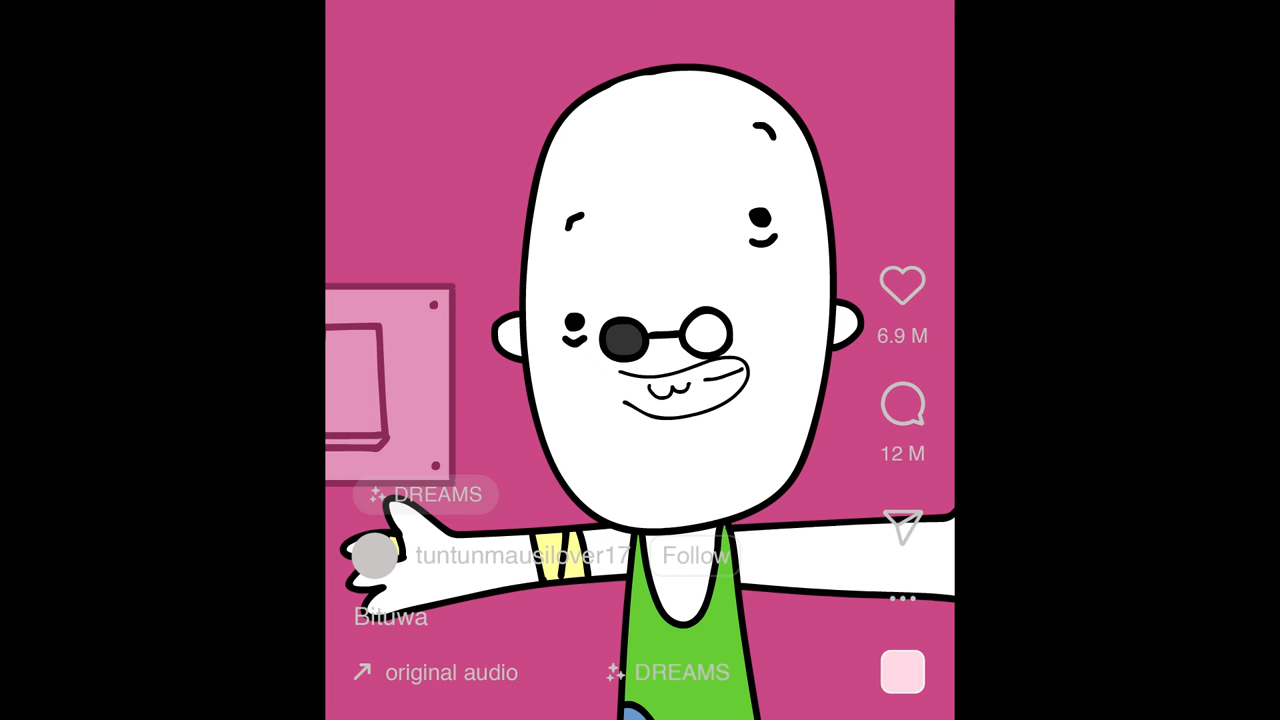 6.9 M
12 M
DREAMS
tuntunmausilover17 Follow
Bituwa
original audio DREAMS